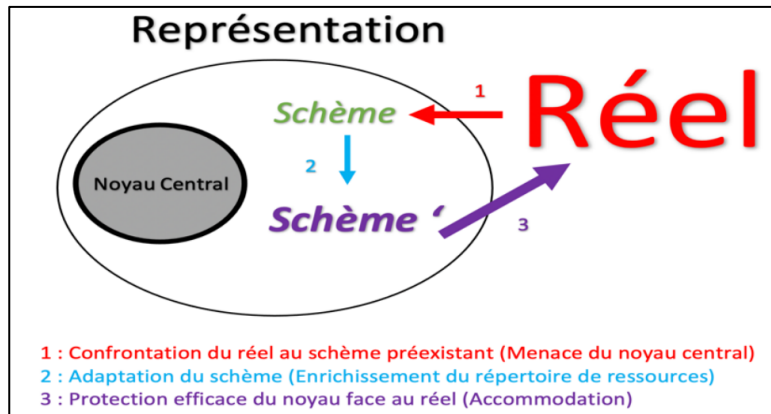 Représentation
Réel
1
Schème
2
Noyau Central
Schème ‘
3
1 : Confrontation du réel au schème préexistant (Menace du noyau central)
2 : Adaptation du schème (Enrichissement du répertoire de ressources)
3 : Protection efficace du noyau face au réel (Accommodation)